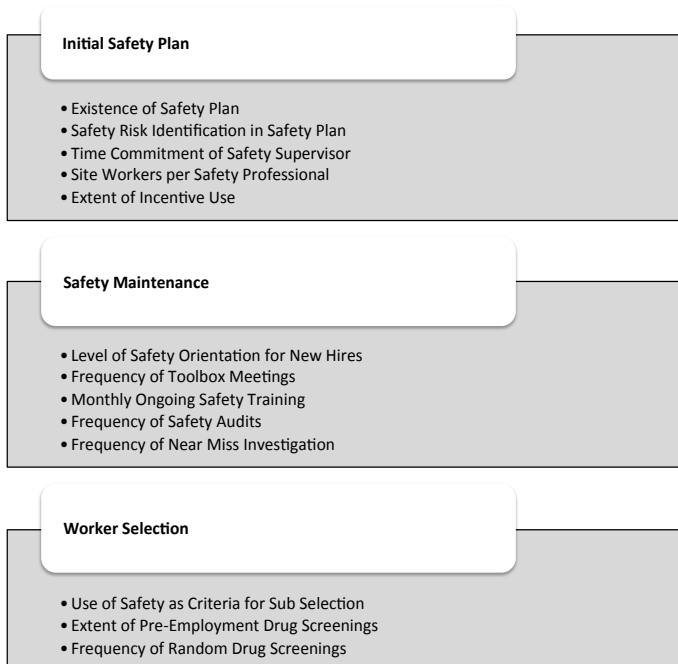 Initial Safety Plan
• Existence of Safety Plan
• Safety Risk Identification in Safety Plan
• Time Commitment of Safety Supervisor
• Site Workers per Safety Professional
• Extent of Incentive Use
Safety Maintenance
• Level of Safety Orientation for New Hires
• Frequency of Toolbox Meetings
• Monthly Ongoing Safety Training
• Frequency of Safety Audits
• Frequency of Near Miss Investigation
Worker Selection
• Use of Safety as Criteria for Sub Selection
• Extent of Pre-Employment Drug Screenings
• Frequency of Random Drug Screenings